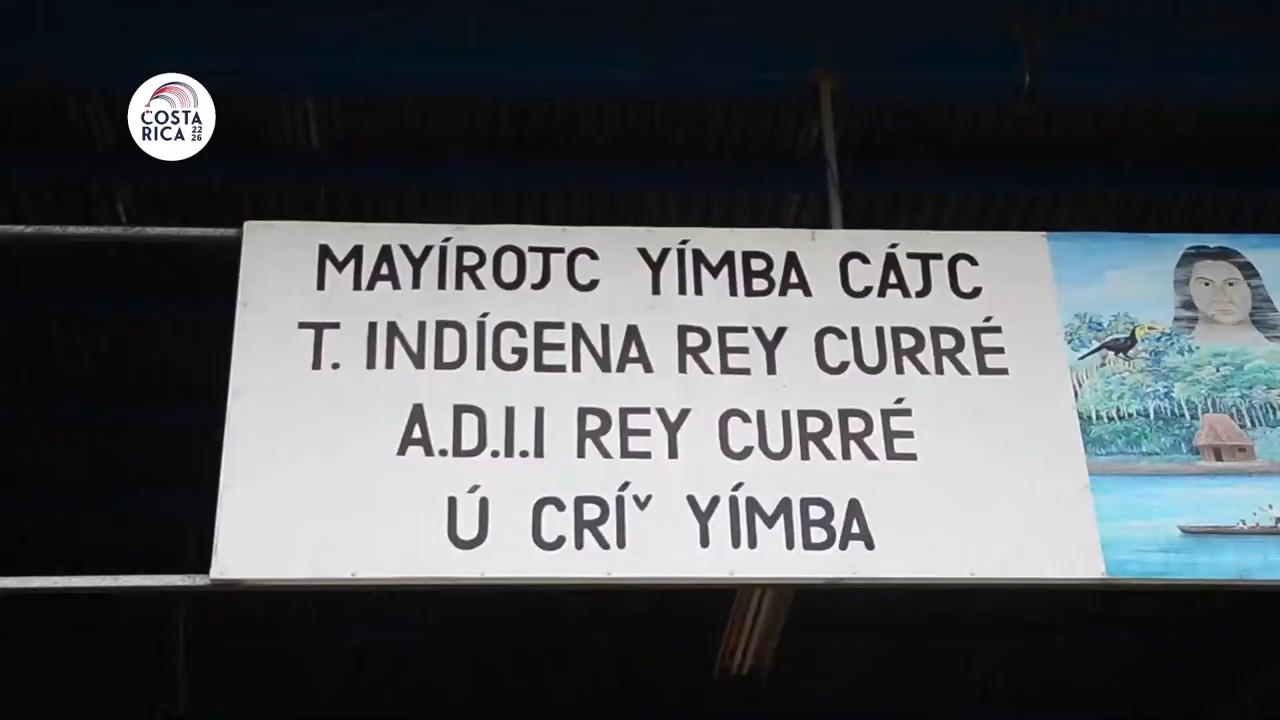 COSTA
RICA 22
26
MAYÍROJC YÍMBA CÁJC
T. INDÍGENA REY CURRÉ
A.D.I.I REY CURRÉ
Ú CRÍˇ YÍMBA